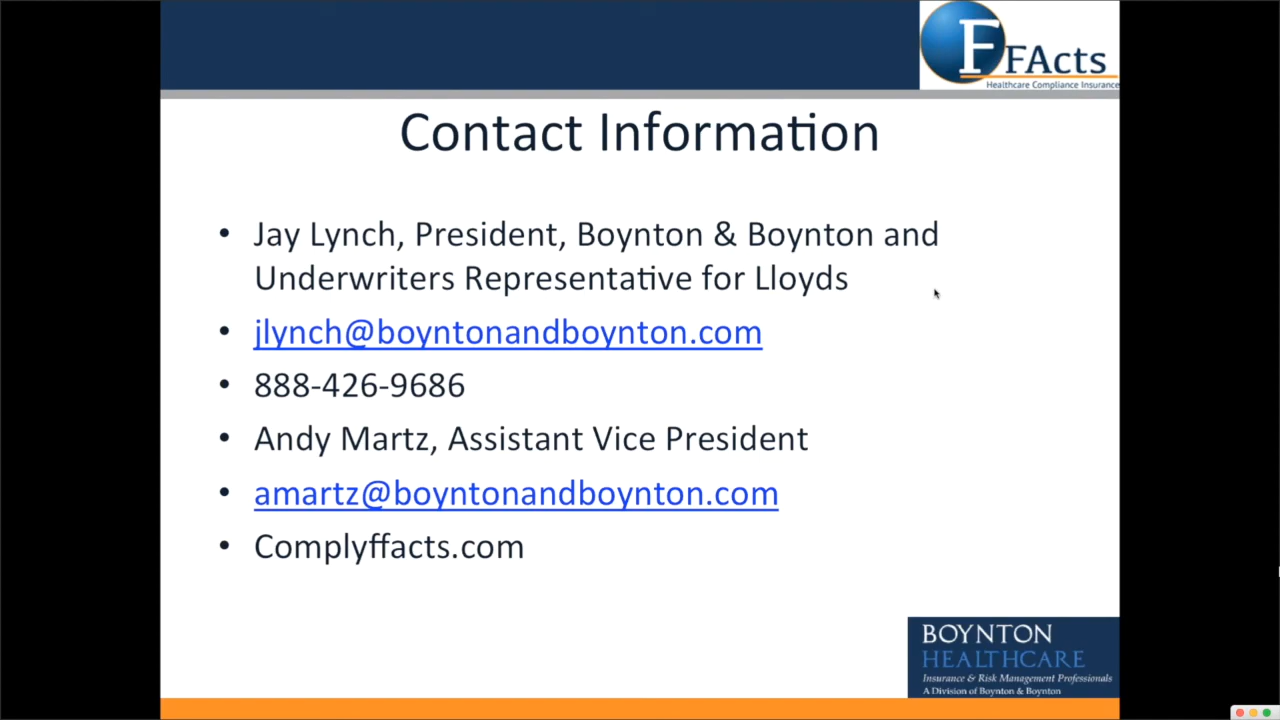 F FFActs
Healthcare Compliance Insurance
Contact Information
• Jay Lynch, President, Boynton & Boynton and
Underwriters Representative for Lloyds
• jlynch@boyntonandboynton.com
• 888-426-9686
• Andy Martz, Assistant Vice President
• amartz@boyntonandboynton.com
• Complyffacts.com
BOYNTON
HEALTHCARE
Insurance & Risk Management Professionals
A Division of Boynton & Boynton